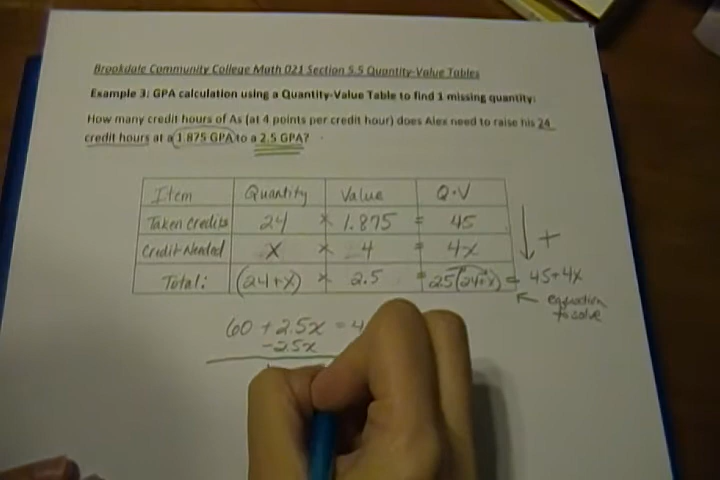 Brookdale Community College Math 021 Section 5.5 Quantity-Value Tables
Example 3: GPA calculation using a Quantity-Value Table to find 1 missing quantity:
How many credit hours of As (at 4 points per credit hour) does Alex need to raise his 24
credit hours at a 1.875 GPA to a 2.5 GPA?
Item Quantity Value Q·V
Taken Credits 24 × 1.875 = 45
Credit Needed x × 4 = 4x
+
Total: (24+x) × 2.5 = 2.5(24+x) = 45+4x
equation
to solve
60 + 2.5x = 4
-2.5x